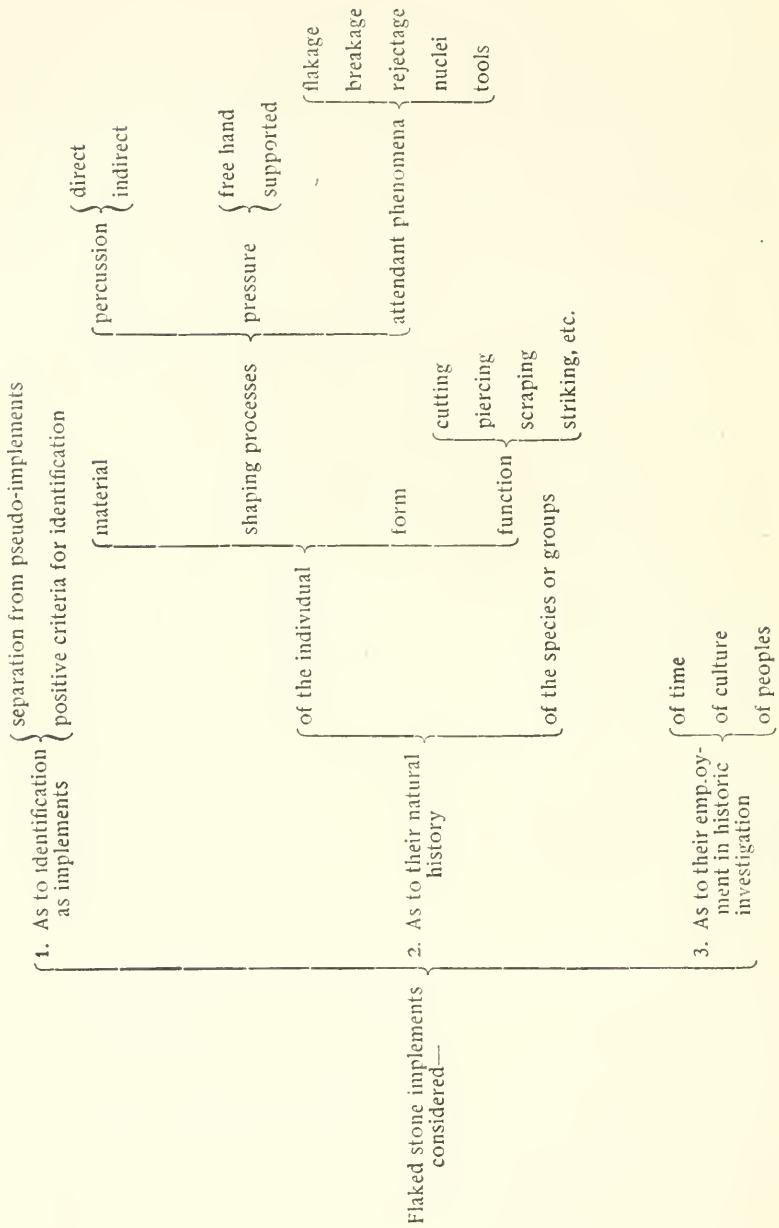 Flaked stone implements
considered—
1. As to identification
as implements
separation from pseudo-implements
positive criteria for identification
2. As to their natural
history
of the individual
material
shaping processes
percussion
direct
indirect
pressure
free hand
supported
attendant phenomena
flakage
breakage
rejectage
nuclei
tools
form
function
cutting
piercing
scraping
striking, etc.
of the species or groups
3. As to their emp.oy-
ment in historic
investigation
of time
of culture
of peoples